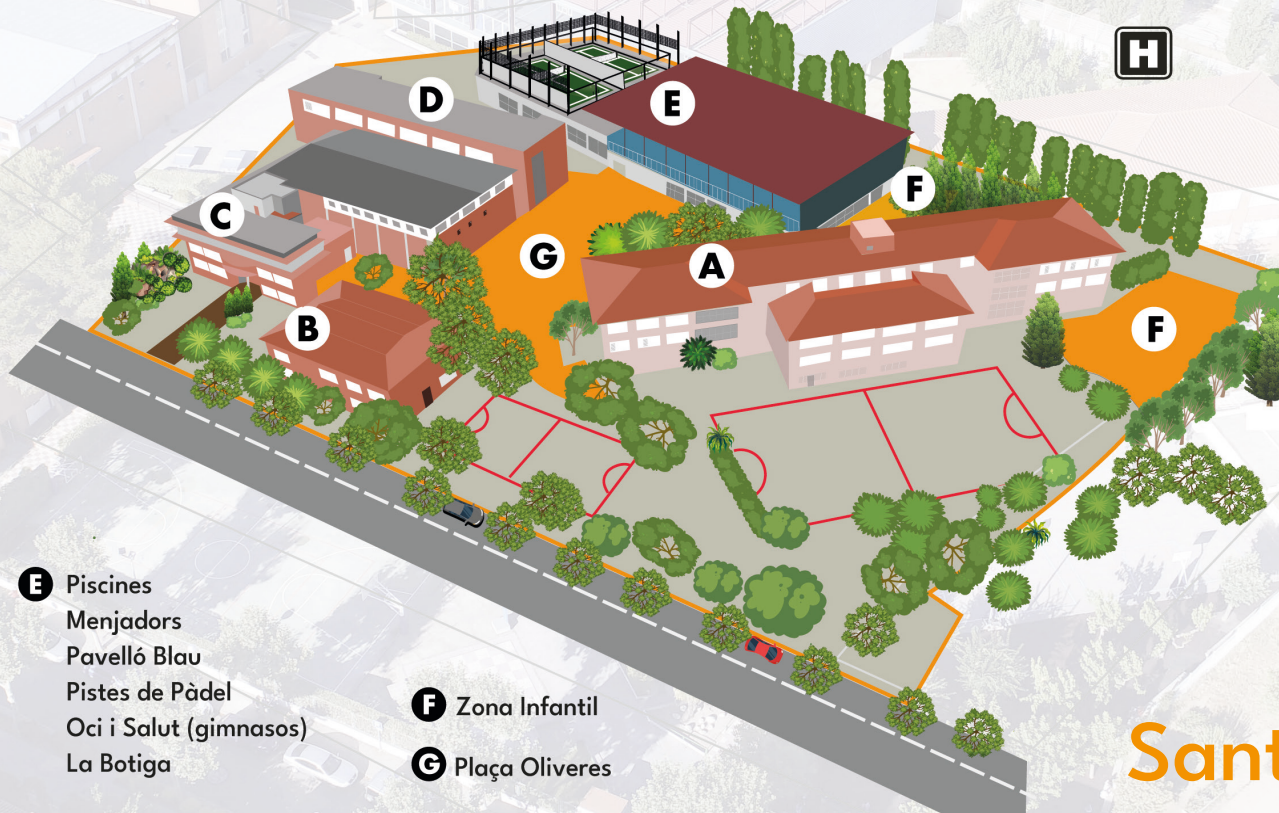 H
D
E
F
C
G
A
B
F
E Piscines
Menjadors
Pavelló Blau
Pistes de Pàdel
Oci i Salut (gimnasos)
La Botiga
F Zona Infantil
G Plaça Oliveres
Sant